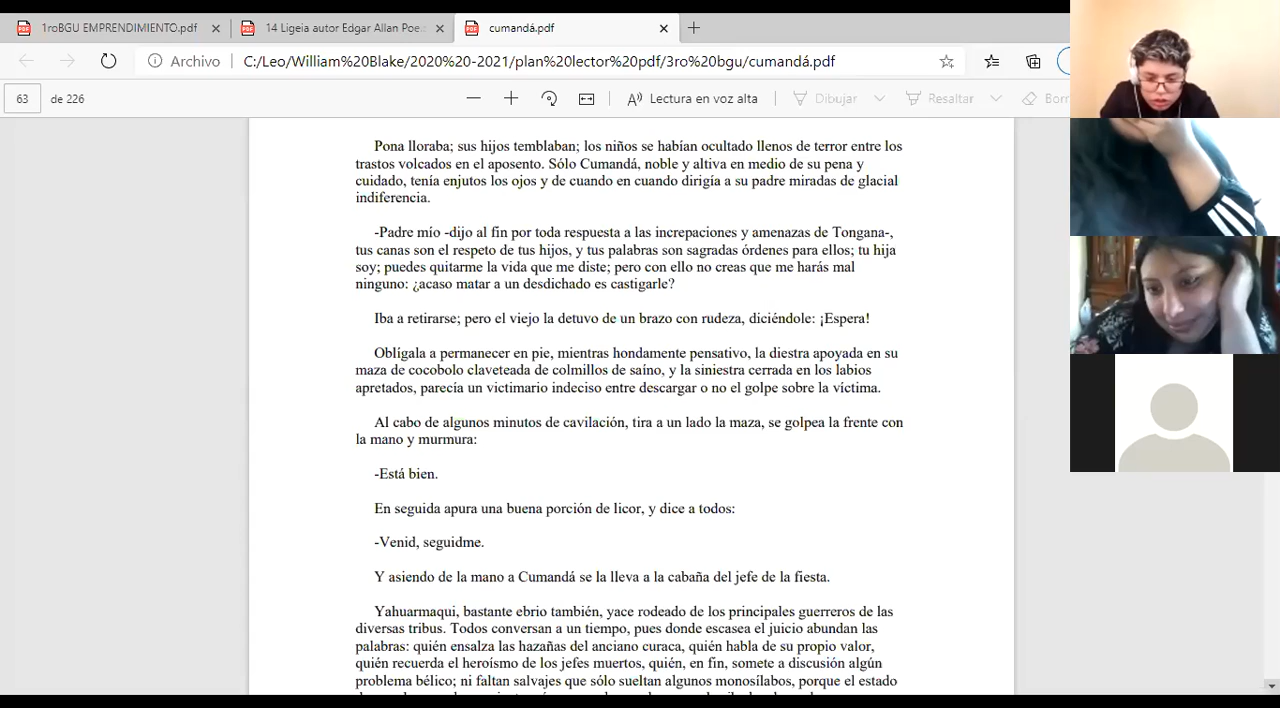 1roBGU EMPRENDIMIENTO.pdf
14 Ligeia autor Edgar Allan Poe.
cumandá.pdf
Archivo
C:/Leo/William%20Blake/2020%20-2021/plan%20lector%20pdf/3ro%20bgu/cumandá.pdf
63
de 226
Lectura en voz alta
Dibujar
Resaltar
Borr
Pona lloraba; sus hijos temblaban; los niños se habían ocultado llenos de terror entre los
trastos volcados en el aposento. Sólo Cumandá, noble y altiva en medio de su pena y
cuidado, tenía enjutos los ojos y de cuando en cuando dirigía a su padre miradas de glacial
indiferencia.
-Padre mío -dijo al fin por toda respuesta a las increpaciones y amenazas de Tongana-,
tus canas son el respeto de tus hijos, y tus palabras son sagradas órdenes para ellos; tu hija
soy; puedes quitarme la vida que me diste; pero con ello no creas que me harás mal
ninguno: ¿acaso matar a un desdichado es castigarle?
Iba a retirarse; pero el viejo la detuvo de un brazo con rudeza, diciéndole: ¡Espera!
Oblígala a permanecer en pie, mientras hondamente pensativo, la diestra apoyada en su
maza de cocobolo claveteada de colmillos de saíno, y la siniestra cerrada en los labios
apretados, parecía un victimario indeciso entre descargar o no el golpe sobre la víctima.
Al cabo de algunos minutos de cavilación, tira a un lado la maza, se golpea la frente con
la mano y murmura:
-Está bien.
En seguida apura una buena porción de licor, y dice a todos:
-Venid, seguidme.
Y asiendo de la mano a Cumandá se la lleva a la cabaña del jefe de la fiesta.
Yahuarmaqui, bastante ebrio también, yace rodeado de los principales guerreros de las
diversas tribus. Todos conversan a un tiempo, pues donde escasea el juicio abundan las
palabras: quién ensalza las hazañas del anciano curaca, quién habla de su propio valor,
quién recuerda el heroísmo de los jefes muertos, quién, en fin, somete a discusión algún
problema bélico; ni faltan salvajes que sólo sueltan algunos monosílabos, porque el estado